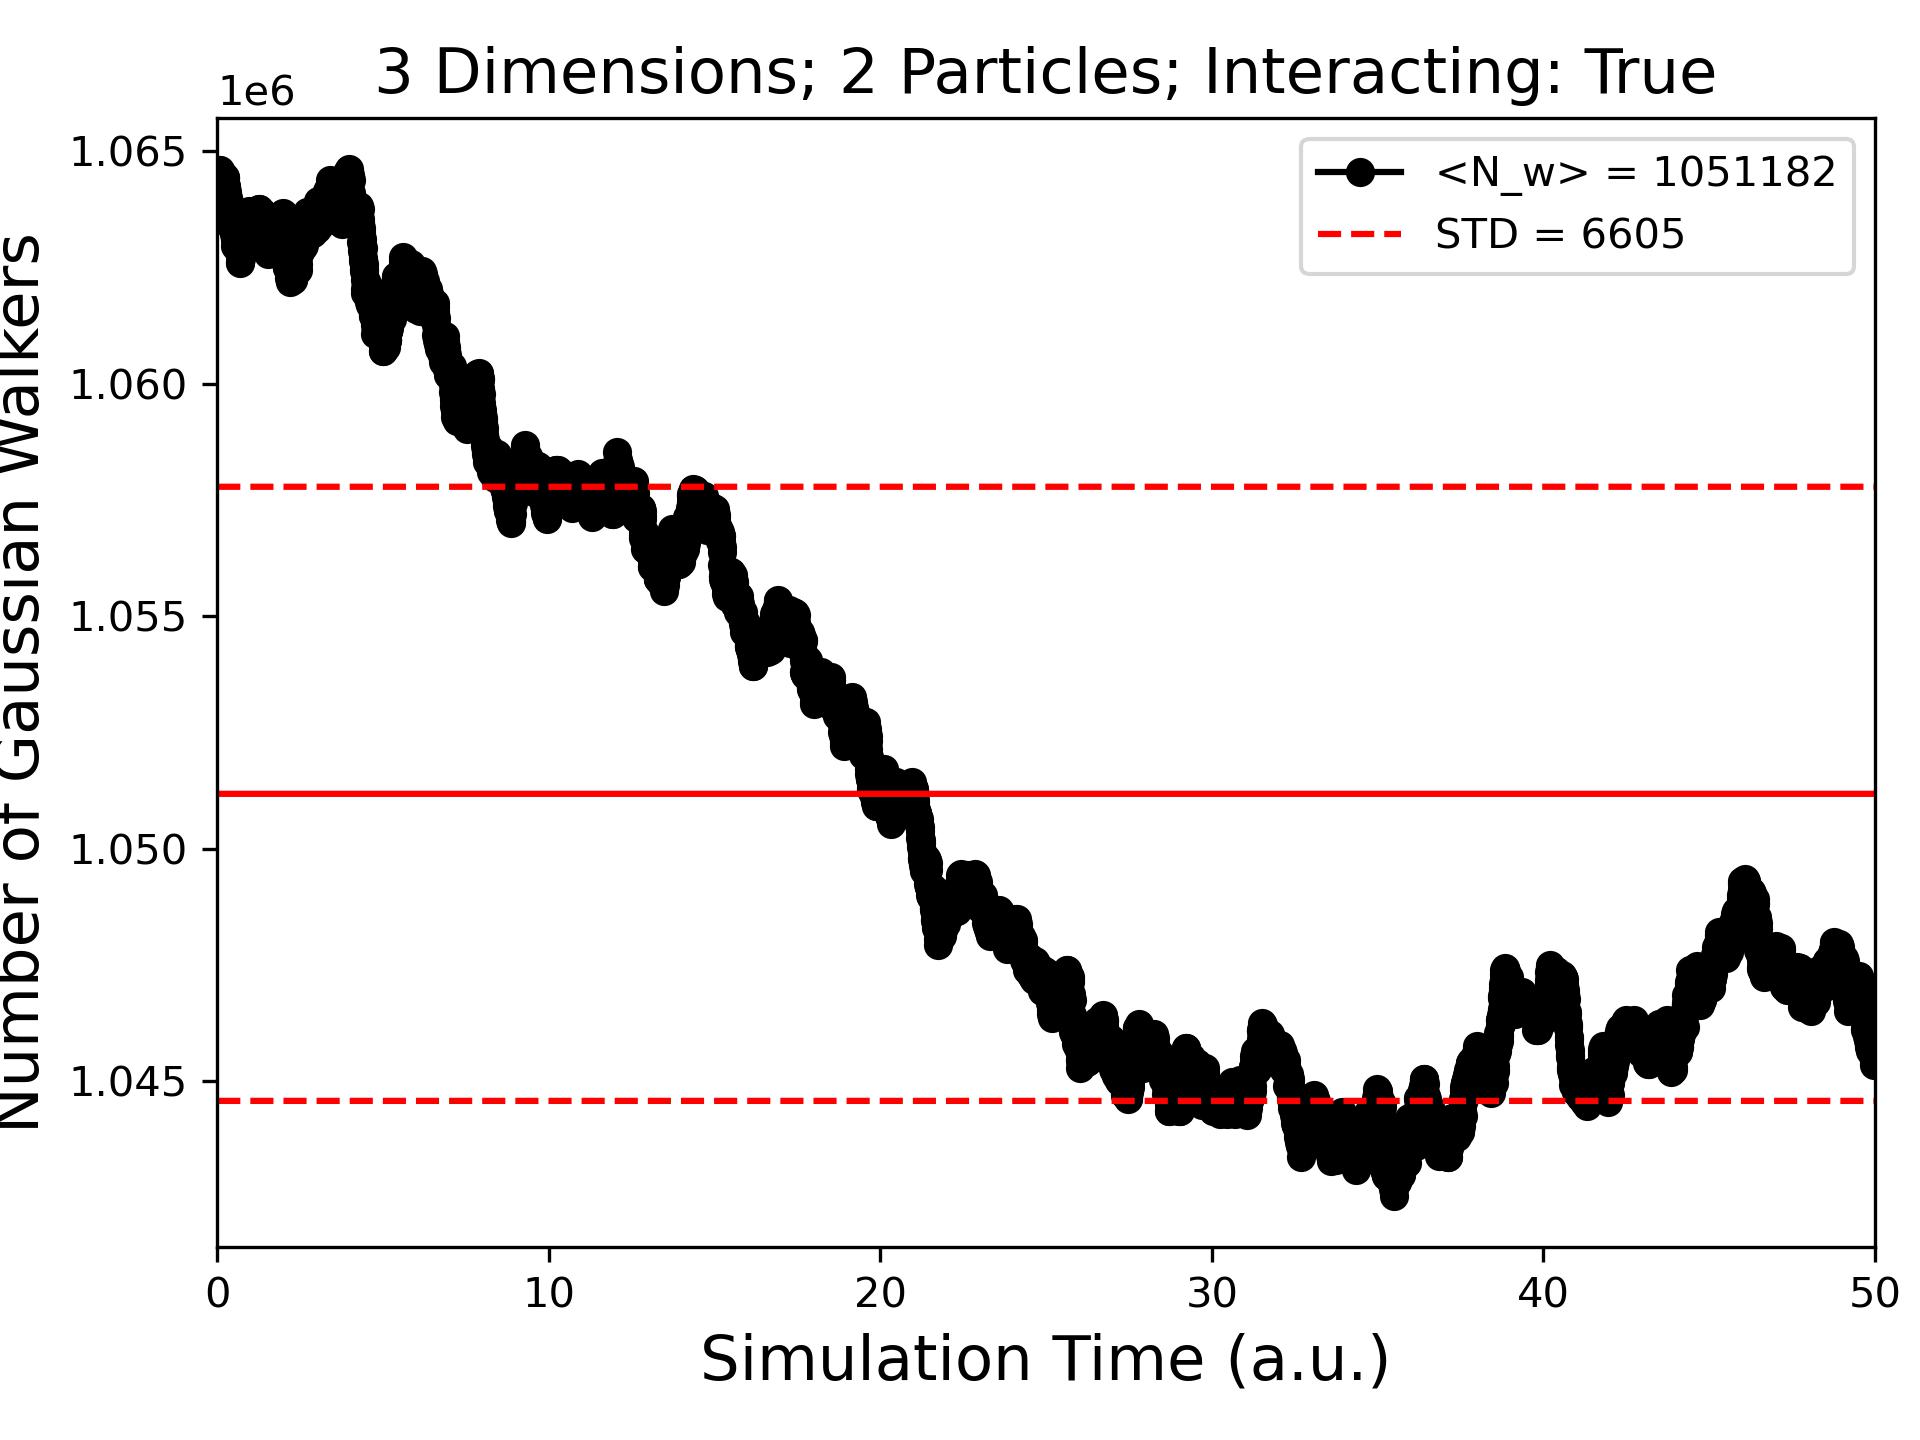 3 Dimensions; 2 Particles; Interacting: True
1e6
<N_w> = 1051182
STD = 6605
1.065
1.060
1.055
1.050
1.045
Number of Gaussian Walkers
0 10 20 30 40 50
Simulation Time (a.u.)